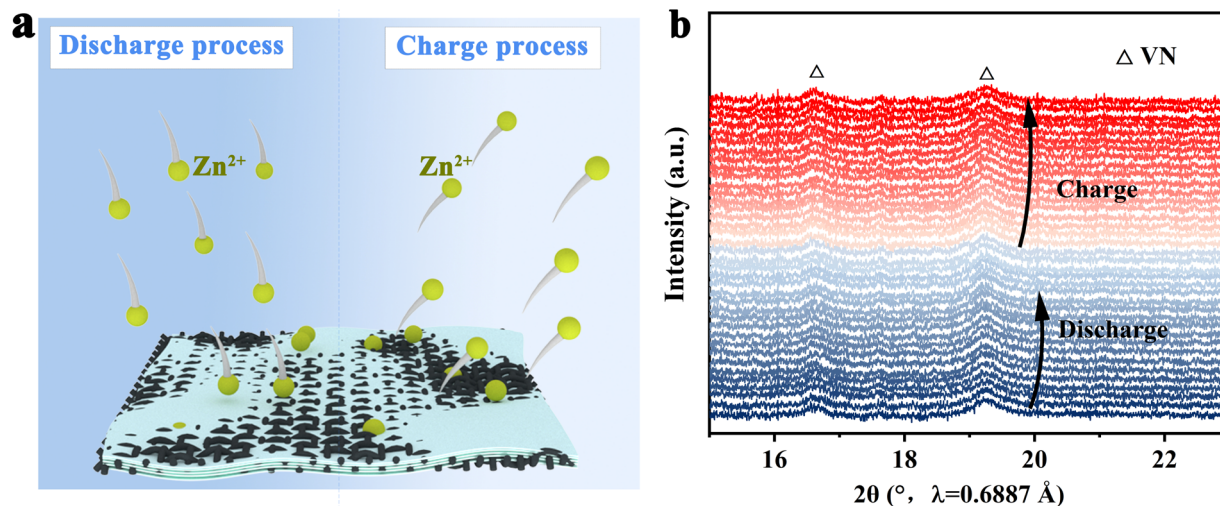 a
Discharge process
Charge process
Zn²⁺
Zn²⁺
b
△ VN
Charge
Discharge
Intensity (a.u.)
16
18
20
22
2θ (°, λ=0.6887 Å)